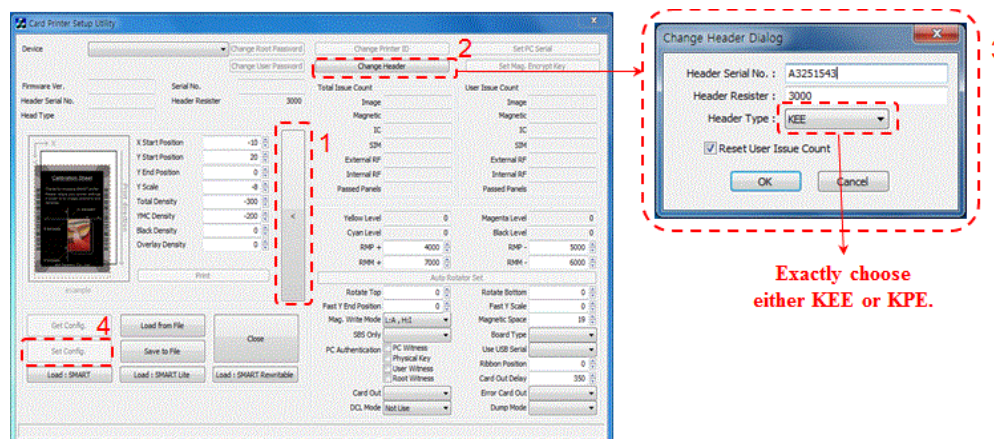 Card Printer Setup Utility
Device
Change Root Password
Change Printer ID
Set PC Serial
2
Change User Password
Change Header
Set Mag. Encrypt Key
Firmware Ver.
Serial No.
Total Issue Count
User Issue Count
Header Serial No.
Header Resister
3000
Image
Image
Head Type
Magnetic
Magnetic
IC
IC
SIM
SIM
External RF
External RF
Internal RF
Internal RF
Passed Panels
Passed Panels
1
X
Calibration Sheet
example
X Start Position -10
Y Start Position 20
Y End Position 0
Y Scale -8
Total Density -300
YMC Density -200
Black Density 0
Overlay Density 0
<
Print
Yellow Level 0
Magenta Level 0
Cyan Level 0
Black Level 0
RMP + 4000
RMP - 5000
RMM + 7000
RMM - 6000
Auto Rotator Set
Rotate Top 0
Rotate Bottom 0
Fast Y End Position 0
Fast Y Scale 0
Mag. Write Mode L:A , H:I
Magnetic Space 19
SBS Only
Board Type
PC Authentication
PC Witness
Physical Key
User Witness
Root Witness
Use USB Serial
Ribbon Position 0
Card Out Delay 350
Card Out
Error Card Out
DCL Mode Not Use
Dump Mode
4
Get Config.
Load from File
Close
Set Config.
Save to File
Load : SMART
Load : SMART Lite
Load : SMART Rewritable
Change Header Dialog
Header Serial No. : A3251543
Header Resister : 3000
Header Type : KEE
Reset User Issue Count
OK
Cancel
Exactly choose
either KEE or KPE.